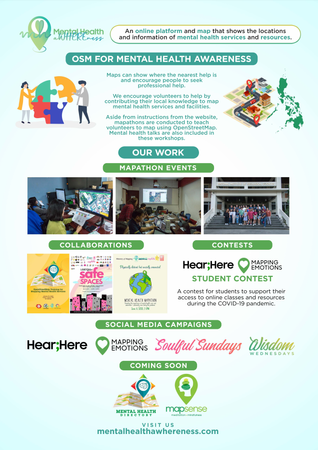 Mental Health
AWHEREness
An online platform and map that shows the locations
and information of mental health services and resources.
OSM FOR MENTAL HEALTH AWARENESS
Maps can show where the nearest help is
and encourage people to seek
professional help.
We encourage volunteers to help by
contributing their local knowledge to map
mental health services and facilities.
Aside from instructions from the website,
mapathons are conducted to teach
volunteers to map using OpenStreetMap.
Mental health talks are also included in
these workshops.
OUR WORK
MAPATHON EVENTS
COLLABORATIONS
safe
SPACES
CONTESTS
Hear;Here
MAPPING
EMOTIONS
STUDENT CONTEST
A contest for students to support their
access to online classes and resources
during the COVID-19 pandemic.
SOCIAL MEDIA CAMPAIGNS
Hear;Here
MAPPING
EMOTIONS
Soulful Sundays
Wisdom
WEDNESDAYS
COMING SOON
MENTAL HEALTH
DIRECTORY
mapsense
VISIT US
mentalhealthawhereness.com